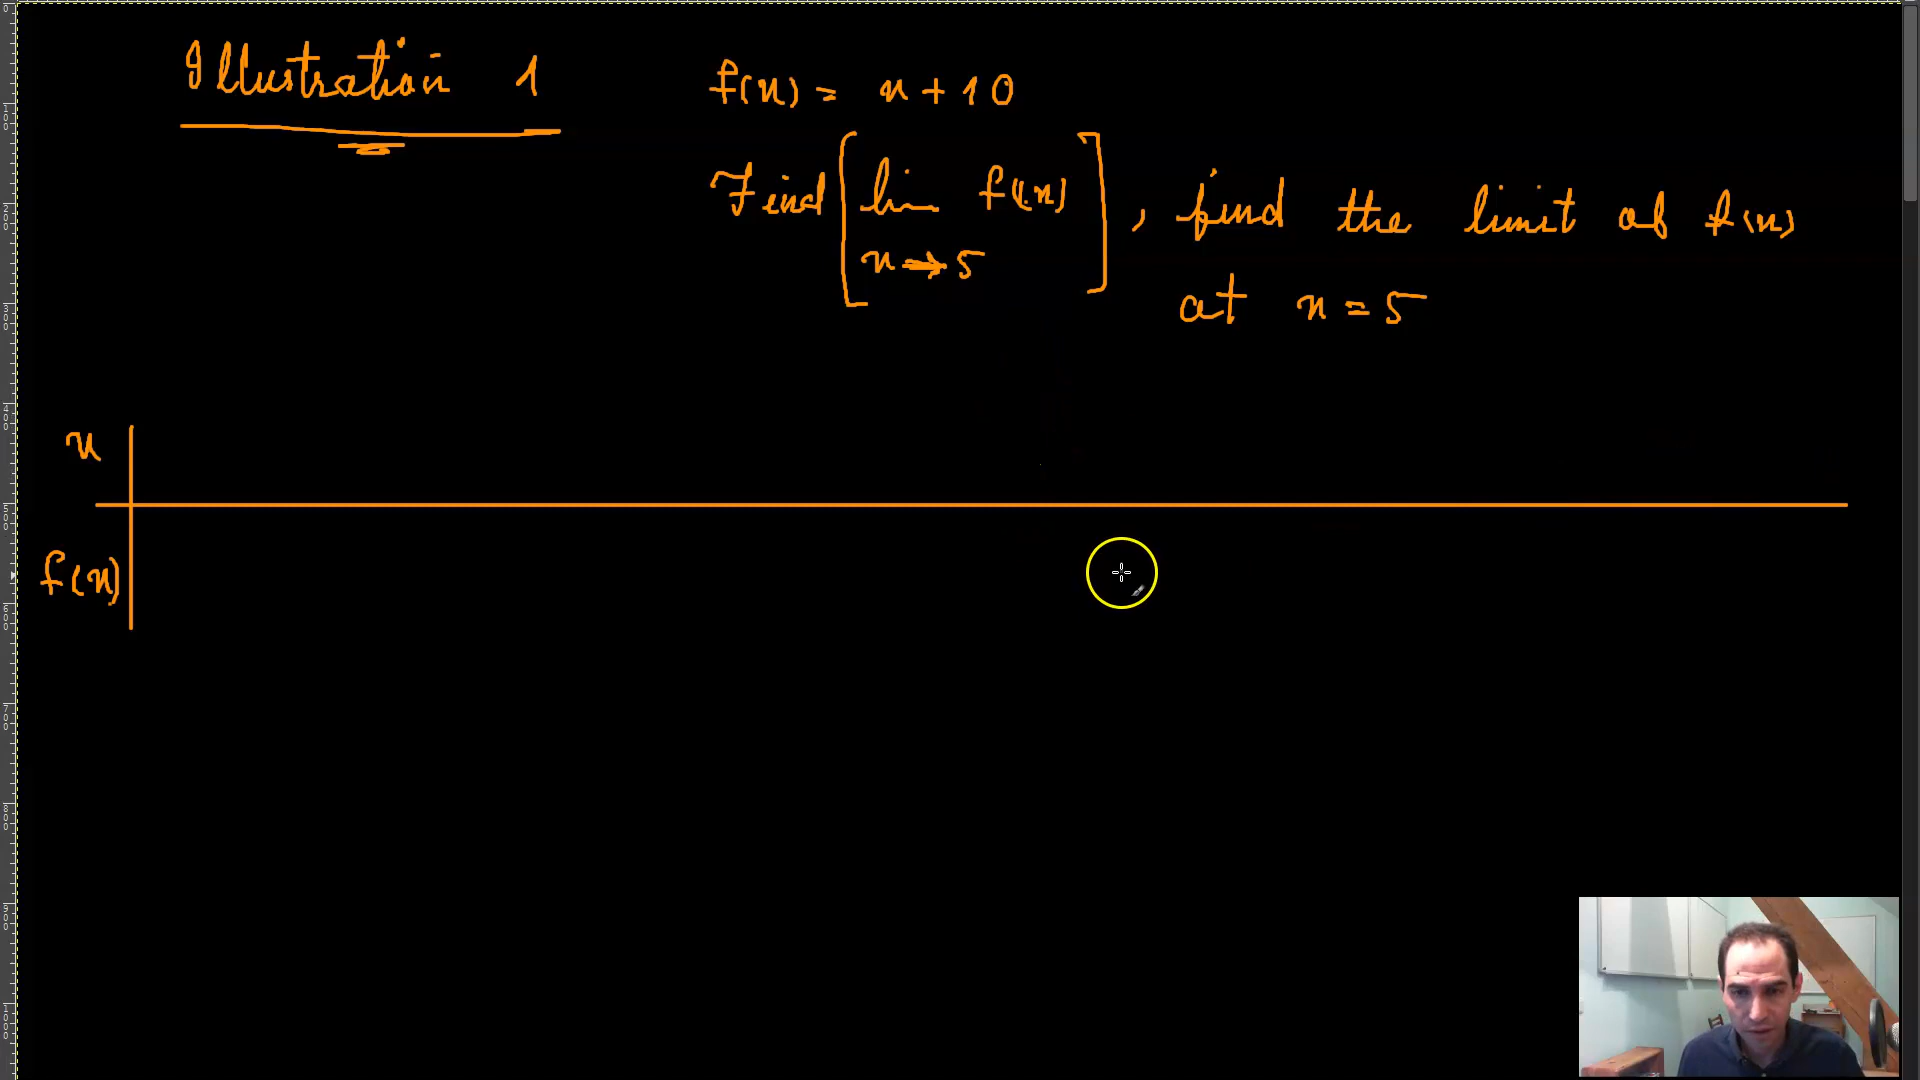 Illustration 1
f(x) = x + 10
Find [ lim f(x) ] , find the limit of f(x)
x → 5
at x = 5
x
f(x)